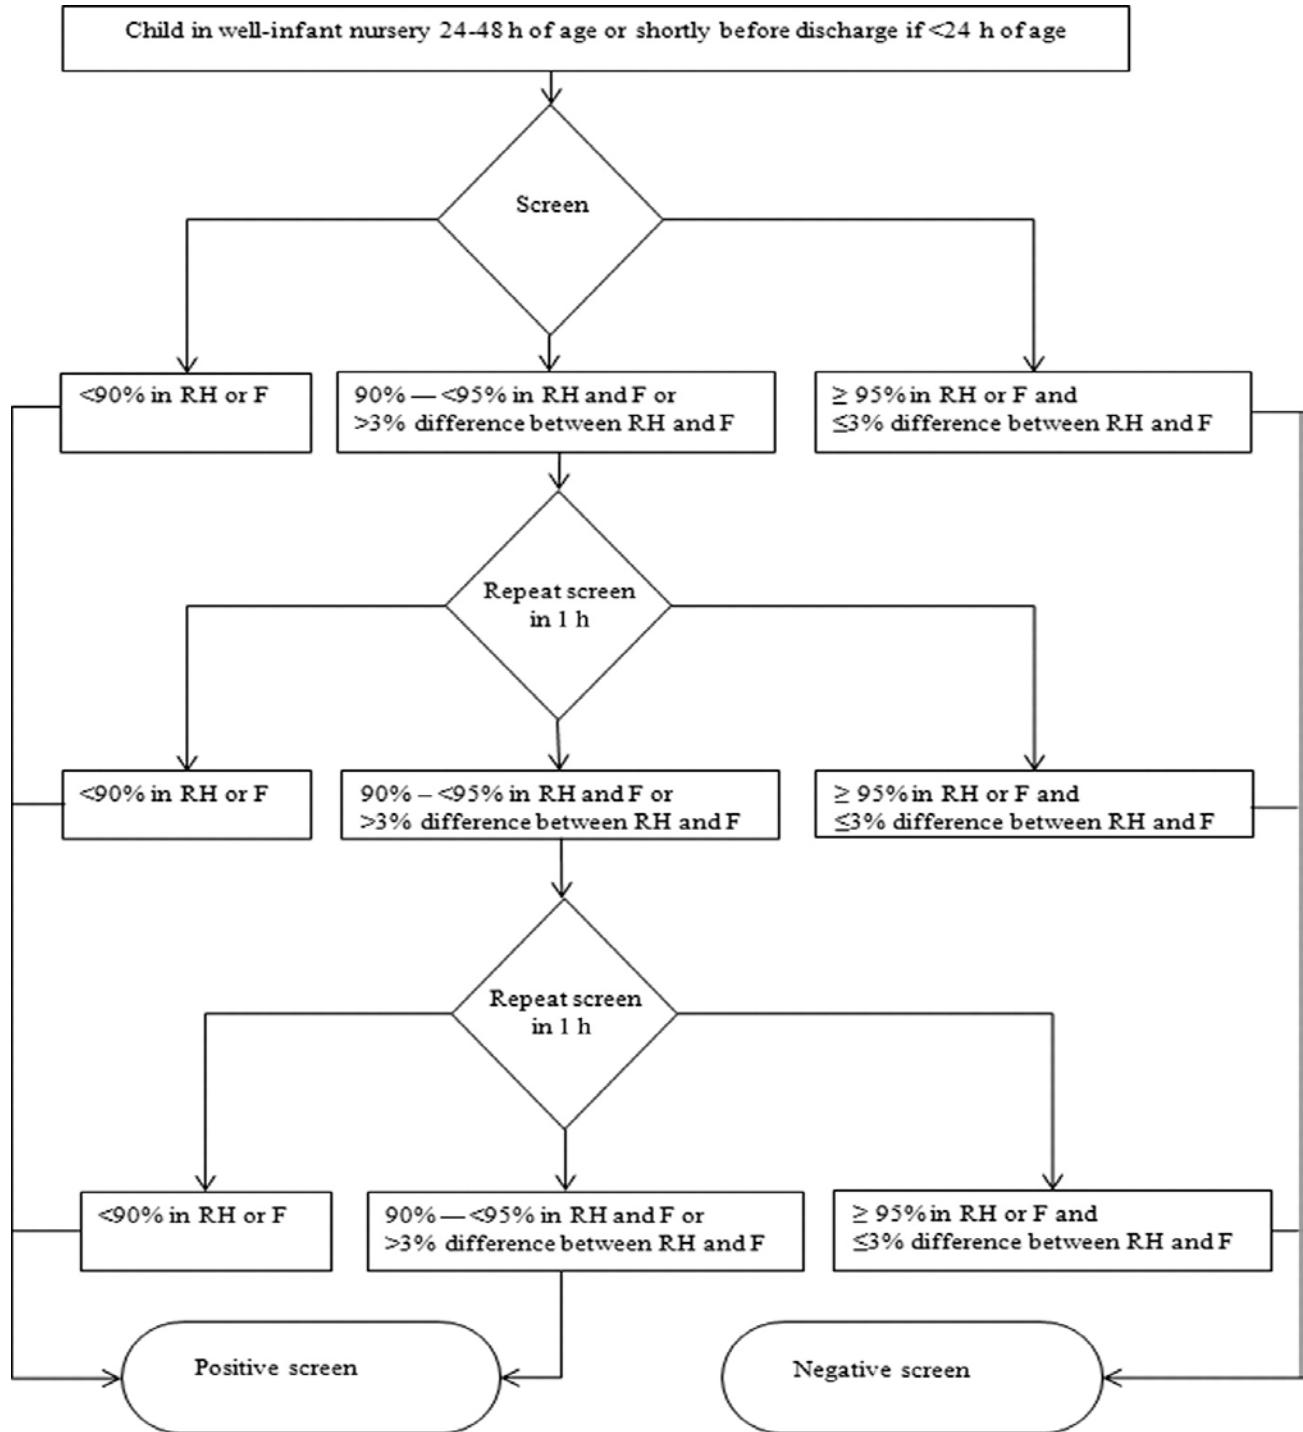 Child in well-infant nursery 24-48 h of age or shortly before discharge if <24 h of age
Screen
<90% in RH or F
90% — <95% in RH and F or
>3% difference between RH and F
≥ 95% in RH or F and
≤3% difference between RH and F
Repeat screen
in 1 h
<90% in RH or F
90% – <95% in RH and F or
>3% difference between RH and F
≥ 95% in RH or F and
≤3% difference between RH and F
Repeat screen
in 1 h
<90% in RH or F
90% — <95% in RH and F or
>3% difference between RH and F
≥ 95% in RH or F and
≤3% difference between RH and F
Positive screen
Negative screen